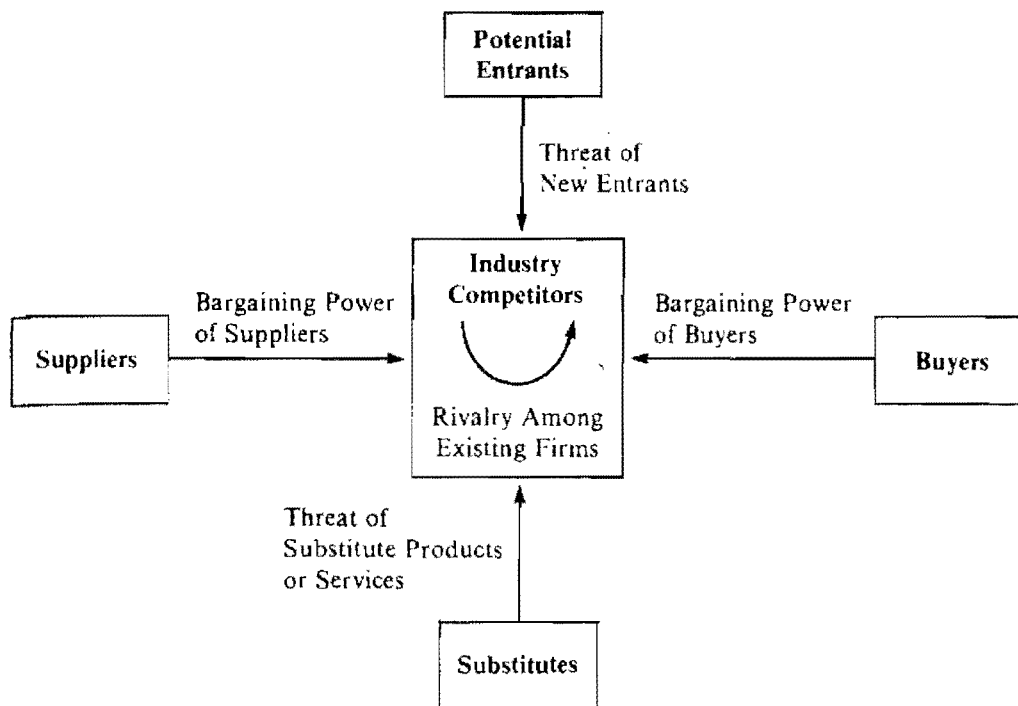 Potential
Entrants
Threat of
New Entrants
Industry
Competitors
Bargaining Power
of Suppliers
Bargaining Power
of Buyers
Suppliers
Buyers
Rivalry Among
Existing Firms
Threat of
Substitute Products
or Services
Substitutes